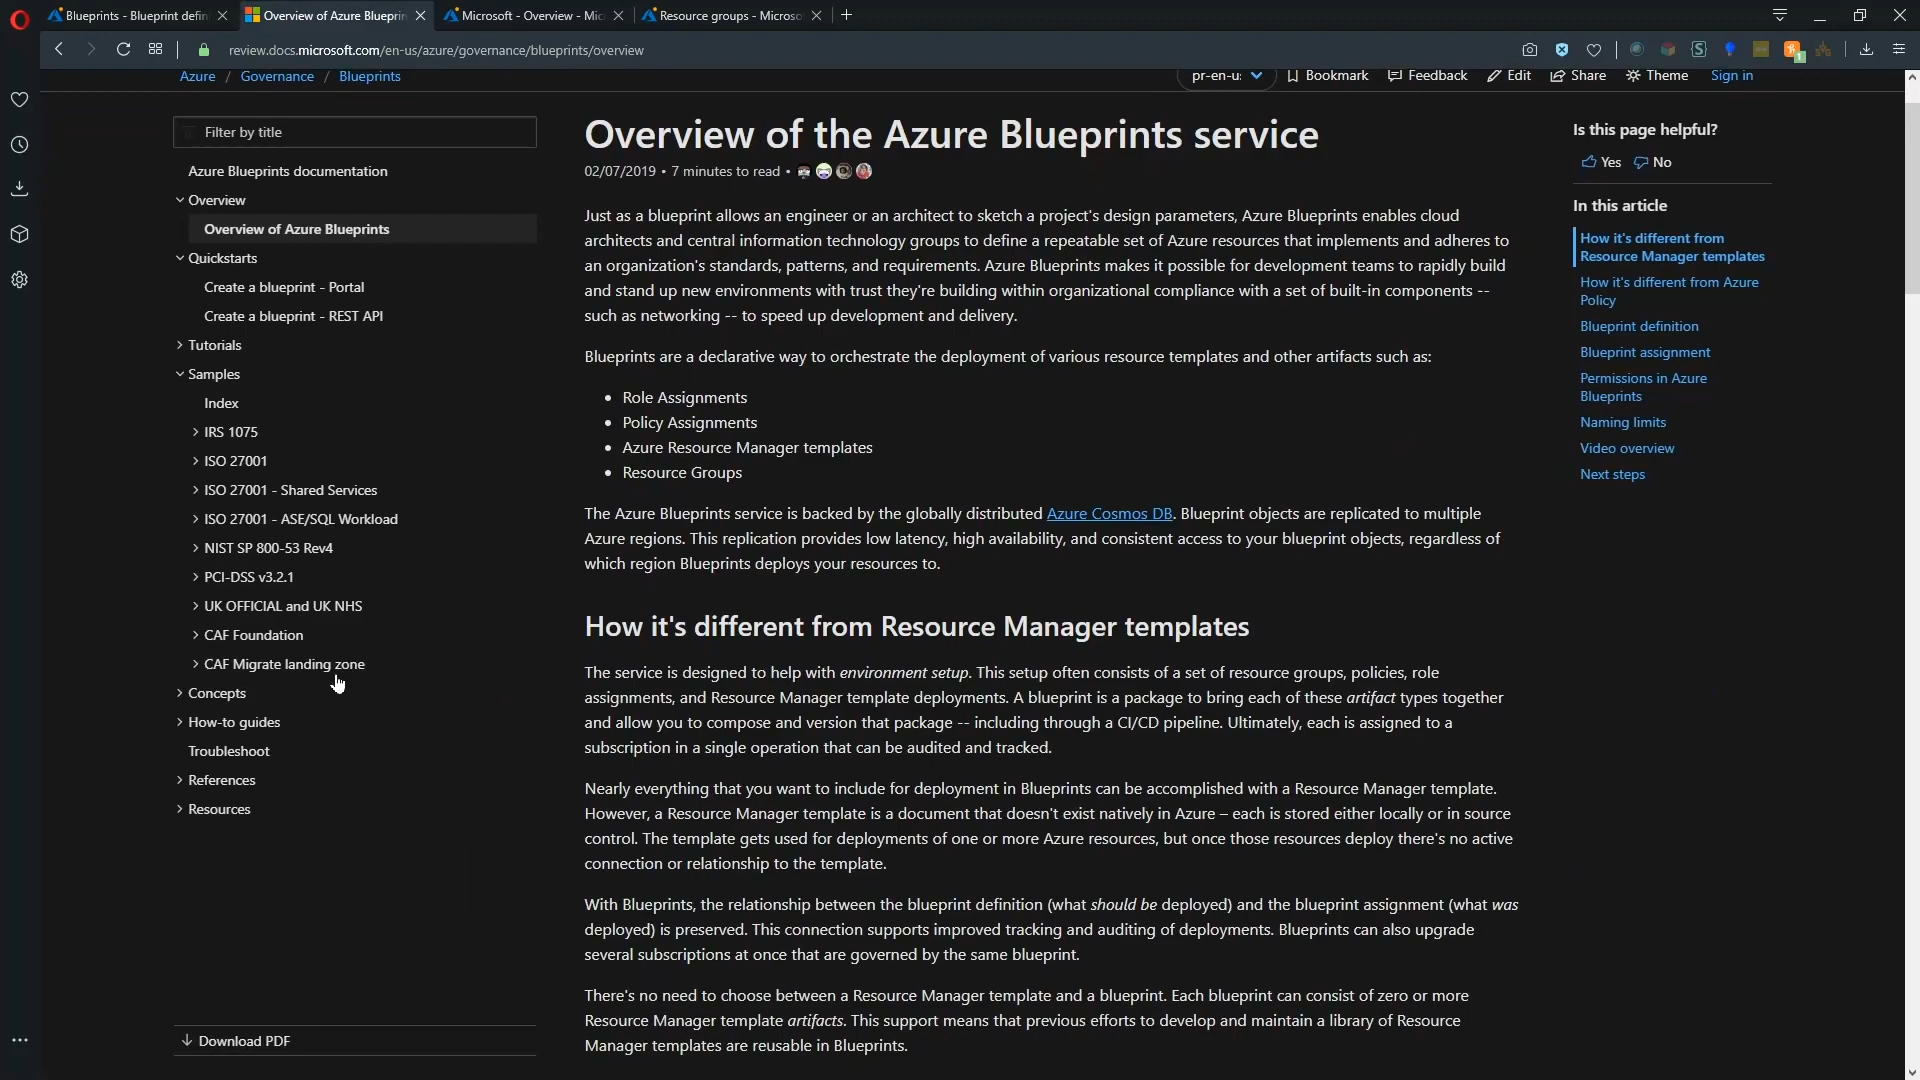 Blueprints - Blueprint defin
Overview of Azure Blueprin
Microsoft - Overview - Mic
Resource groups - Microso
review.docs.microsoft.com/en-us/azure/governance/blueprints/overview
Azure / Governance / Blueprints
pr-en-u:
Bookmark
Feedback
Edit
Share
Theme
Sign in
Filter by title
Azure Blueprints documentation
Overview
Overview of Azure Blueprints
Quickstarts
Create a blueprint - Portal
Create a blueprint - REST API
Tutorials
Samples
Index
IRS 1075
ISO 27001
ISO 27001 - Shared Services
ISO 27001 - ASE/SQL Workload
NIST SP 800-53 Rev4
PCI-DSS v3.2.1
UK OFFICIAL and UK NHS
CAF Foundation
CAF Migrate landing zone
Concepts
How-to guides
Troubleshoot
References
Resources
Download PDF
Overview of the Azure Blueprints service
02/07/2019 • 7 minutes to read •
Just as a blueprint allows an engineer or an architect to sketch a project's design parameters, Azure Blueprints enables cloud
architects and central information technology groups to define a repeatable set of Azure resources that implements and adheres to
an organization's standards, patterns, and requirements. Azure Blueprints makes it possible for development teams to rapidly build
and stand up new environments with trust they're building within organizational compliance with a set of built-in components --
such as networking -- to speed up development and delivery.
Blueprints are a declarative way to orchestrate the deployment of various resource templates and other artifacts such as:
• Role Assignments
• Policy Assignments
• Azure Resource Manager templates
• Resource Groups
The Azure Blueprints service is backed by the globally distributed Azure Cosmos DB. Blueprint objects are replicated to multiple
Azure regions. This replication provides low latency, high availability, and consistent access to your blueprint objects, regardless of
which region Blueprints deploys your resources to.
How it's different from Resource Manager templates
The service is designed to help with environment setup. This setup often consists of a set of resource groups, policies, role
assignments, and Resource Manager template deployments. A blueprint is a package to bring each of these artifact types together
and allow you to compose and version that package -- including through a CI/CD pipeline. Ultimately, each is assigned to a
subscription in a single operation that can be audited and tracked.
Nearly everything that you want to include for deployment in Blueprints can be accomplished with a Resource Manager template.
However, a Resource Manager template is a document that doesn't exist natively in Azure – each is stored either locally or in source
control. The template gets used for deployments of one or more Azure resources, but once those resources deploy there's no active
connection or relationship to the template.
With Blueprints, the relationship between the blueprint definition (what should be deployed) and the blueprint assignment (what was
deployed) is preserved. This connection supports improved tracking and auditing of deployments. Blueprints can also upgrade
several subscriptions at once that are governed by the same blueprint.
There's no need to choose between a Resource Manager template and a blueprint. Each blueprint can consist of zero or more
Resource Manager template artifacts. This support means that previous efforts to develop and maintain a library of Resource
Manager templates are reusable in Blueprints.
Is this page helpful?
Yes No
In this article
How it's different from
Resource Manager templates
How it's different from Azure
Policy
Blueprint definition
Blueprint assignment
Permissions in Azure
Blueprints
Naming limits
Video overview
Next steps